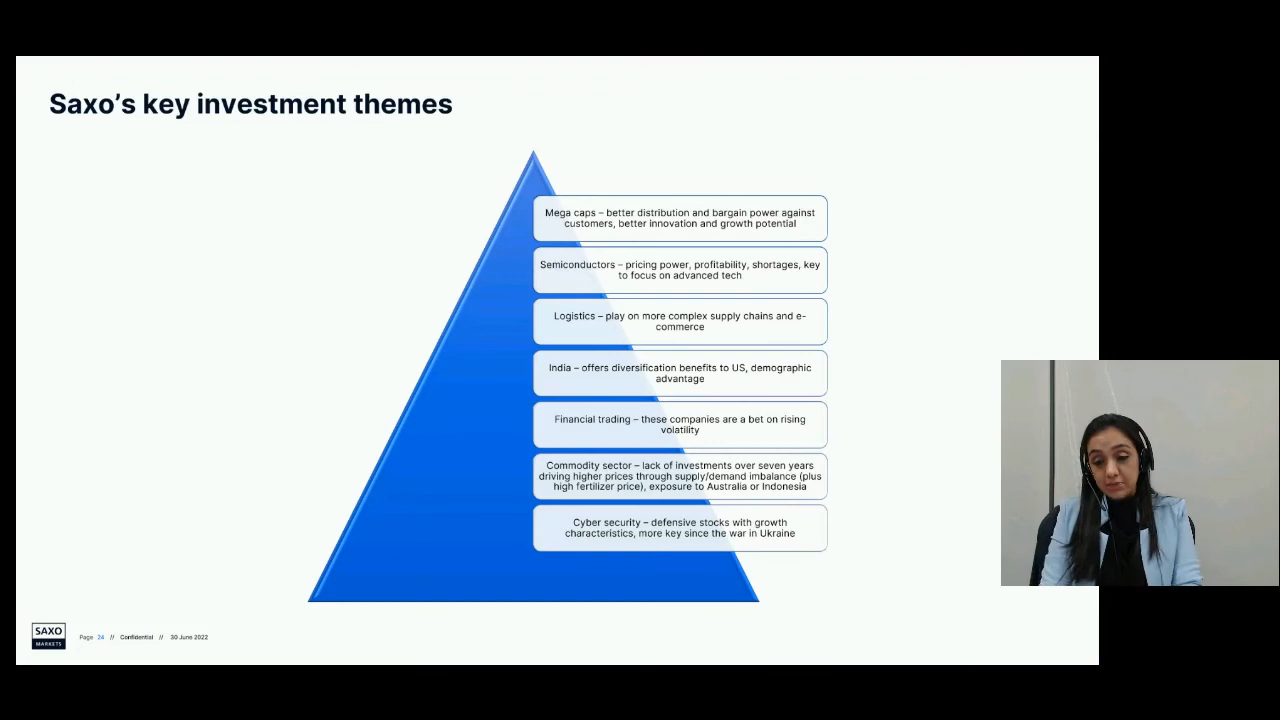 Saxo’s key investment themes
Mega caps – better distribution and bargain power against
customers, better innovation and growth potential
Semiconductors – pricing power, profitability, shortages, key
to focus on advanced tech
Logistics – play on more complex supply chains and e-
commerce
India – offers diversification benefits to US, demographic
advantage
Financial trading – these companies are a bet on rising
volatility
Commodity sector – lack of investments over seven years
driving higher prices through supply/demand imbalance (plus
high fertilizer price), exposure to Australia or Indonesia
Cyber security – defensive stocks with growth
characteristics, more key since the war in Ukraine
SAXO
MARKETS
Page 24 // Confidential // 30 June 2022